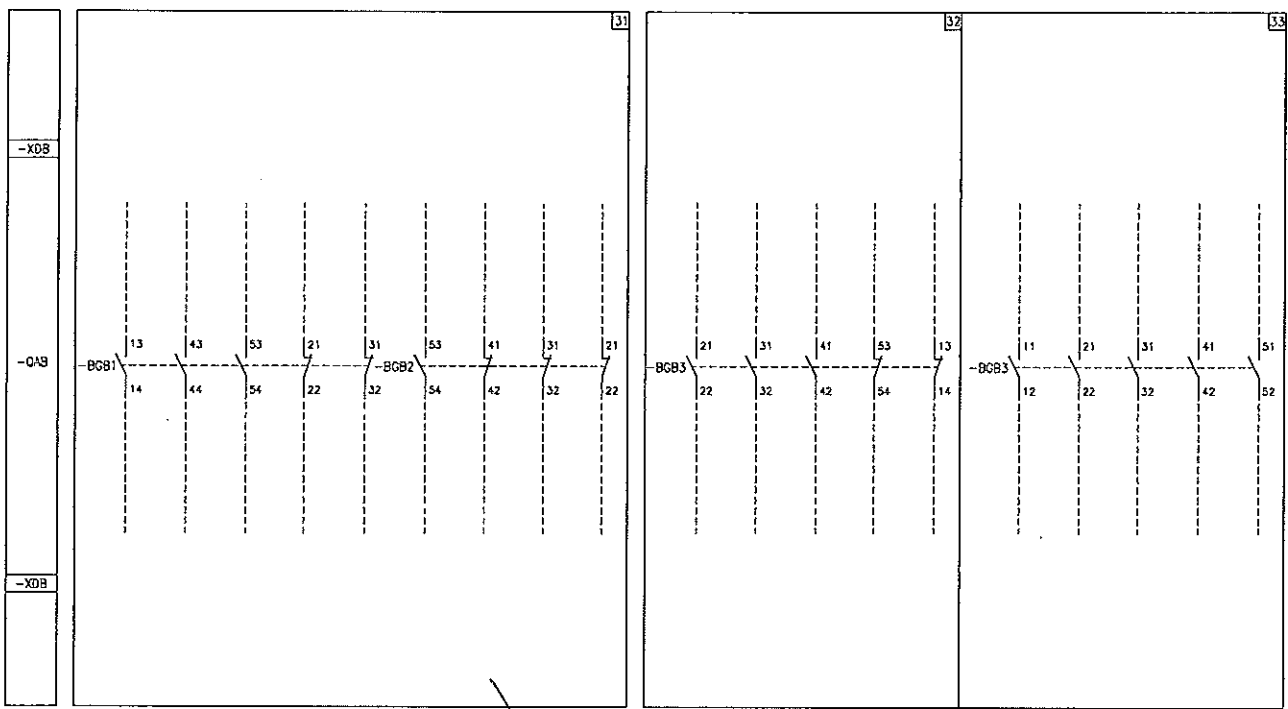 31 32 33
-XDB
13 43 53 21 31 53 41 31 21 21 31 41 53 13 11 21 31 41 51
-QAB -BGB1 -BGB2 -BGB3 -BGB3
14 44 54 22 32 54 42 32 22 22 32 42 54 14 12 22 32 42 52
-XDB